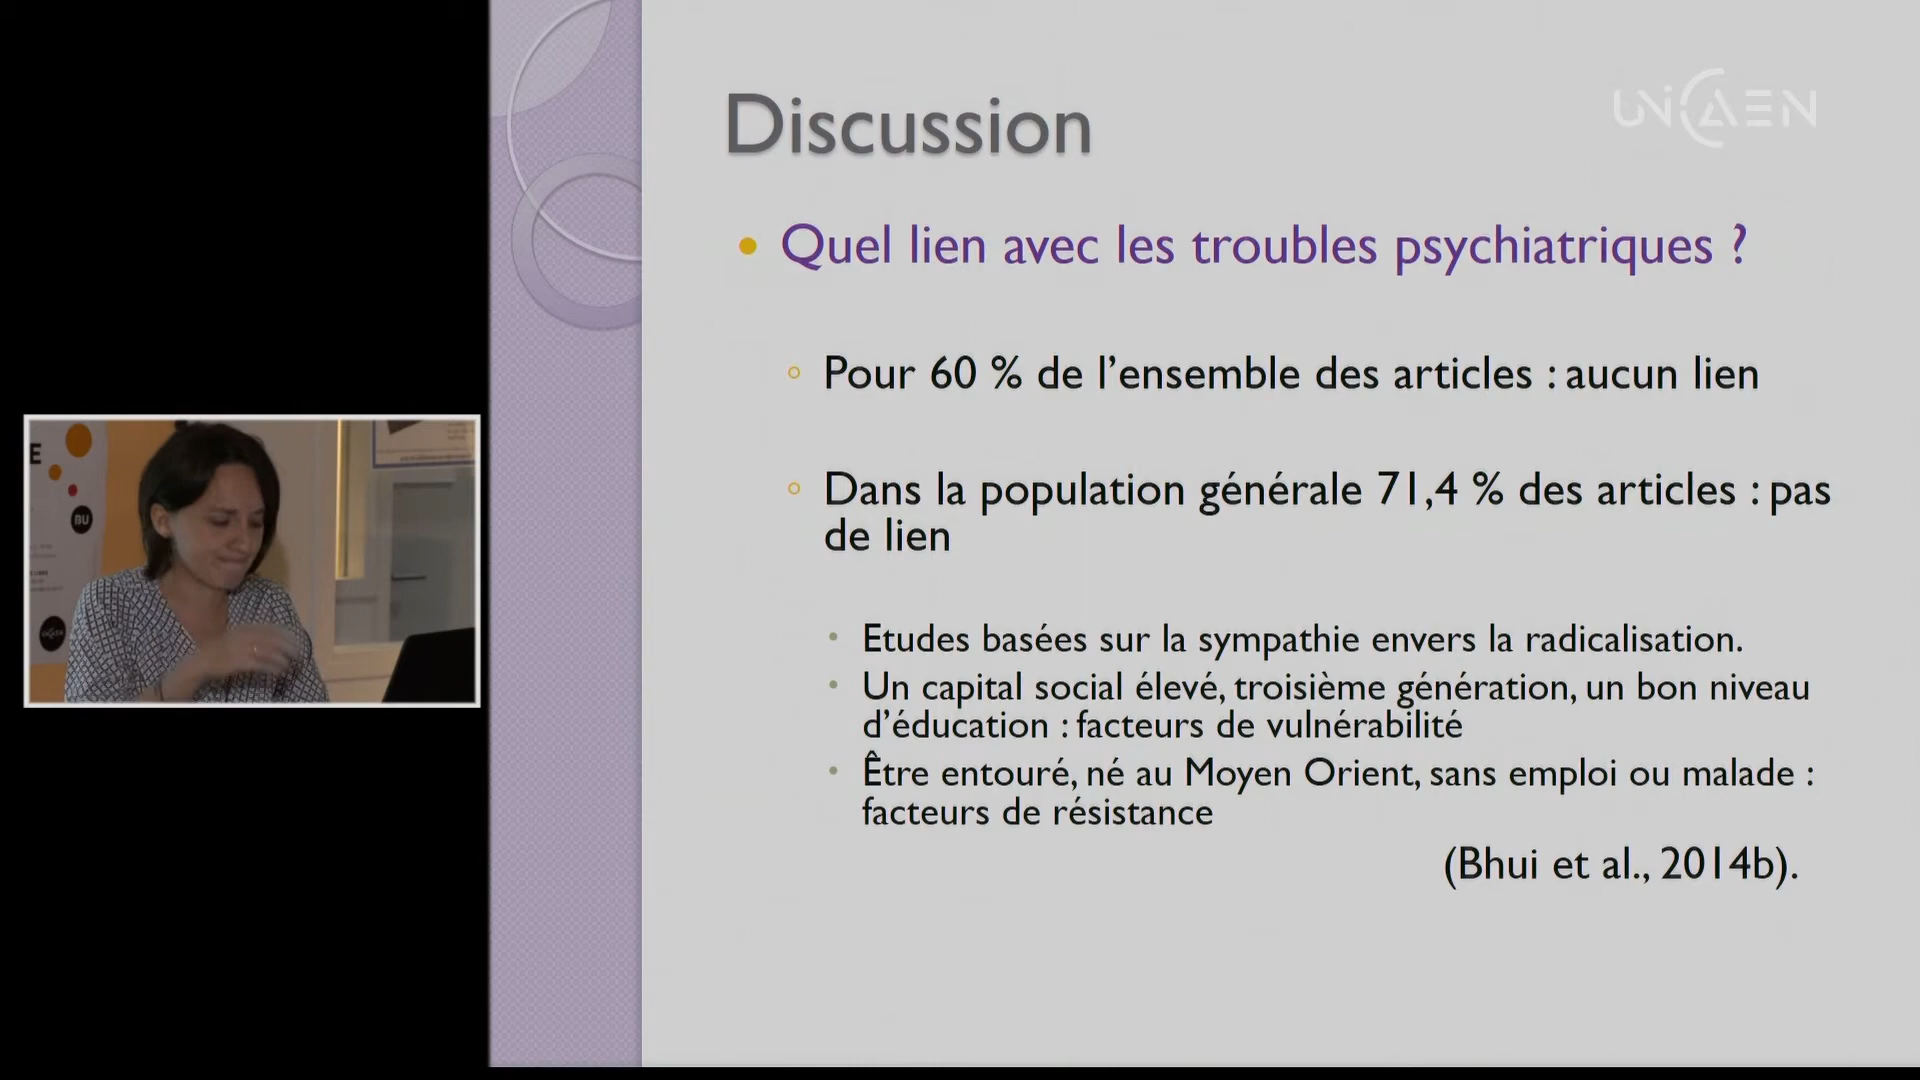 Discussion
UNICAEN
Quel lien avec les troubles psychiatriques ?
Pour 60 % de l’ensemble des articles : aucun lien
Dans la population générale 71,4 % des articles : pas
de lien
Etudes basées sur la sympathie envers la radicalisation.
Un capital social élevé, troisième génération, un bon niveau
d’éducation : facteurs de vulnérabilité
Être entouré, né au Moyen Orient, sans emploi ou malade :
facteurs de résistance
(Bhui et al., 2014b).
E
BU